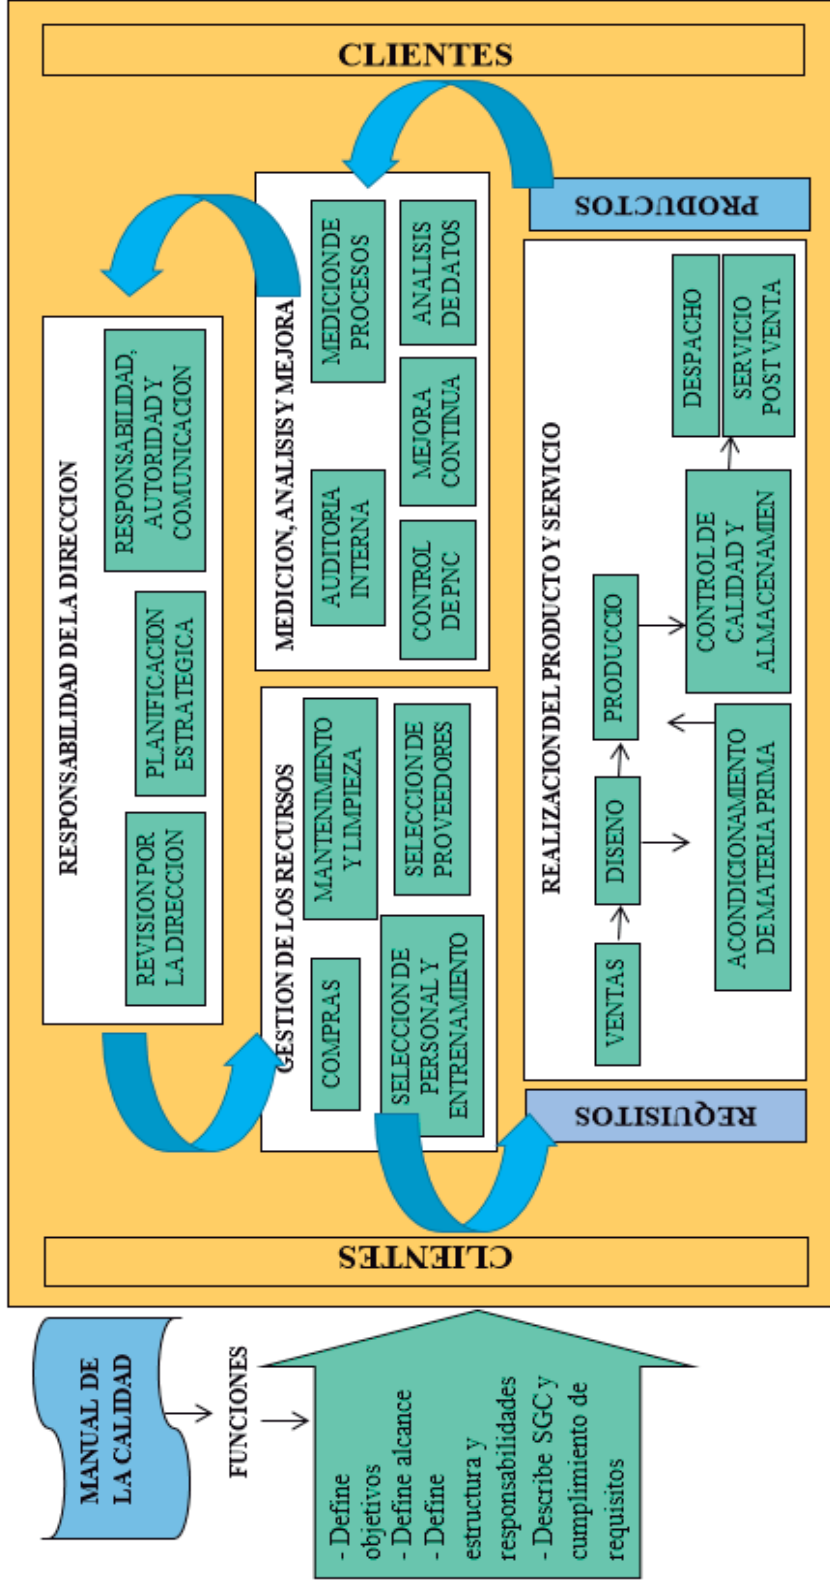 MANUAL DE
LA CALIDAD
FUNCIONES
- Define
objetivos
- Define alcance
- Define
estructura y
responsabilidades
- Describe SGC y
cumplimiento de
requisitos
CLIENTES
RESPONSABILIDAD DE LA DIRECCION
REVISION POR
LA DIRECCION
PLANIFICACION
ESTRATEGICA
RESPONSABILIDAD,
AUTORIDAD Y
COMUNICACION
GESTION DE LOS RECURSOS
COMPRAS
MANTENIMIENTO
Y LIMPIEZA
SELECCION DE
PERSONAL Y
ENTRENAMIENTO
SELECCION DE
PROVEEDORES
MEDICION, ANALISIS Y MEJORA
AUDITORIA
INTERNA
MEDICION DE
PROCESOS
CONTROL
DE PNC
MEJORA
CONTINUA
ANALISIS
DE DATOS
REQUISITOS
REALIZACION DEL PRODUCTO Y SERVICIO
VENTAS
DISENO
PRODUCCIO
ACONDICIONAMIENTO
DE MATERIA PRIMA
CONTROL DE
CALIDAD Y
ALMACENAMIEN
DESPACHO
SERVICIO
POST VENTA
PRODUCTOS
CLIENTES